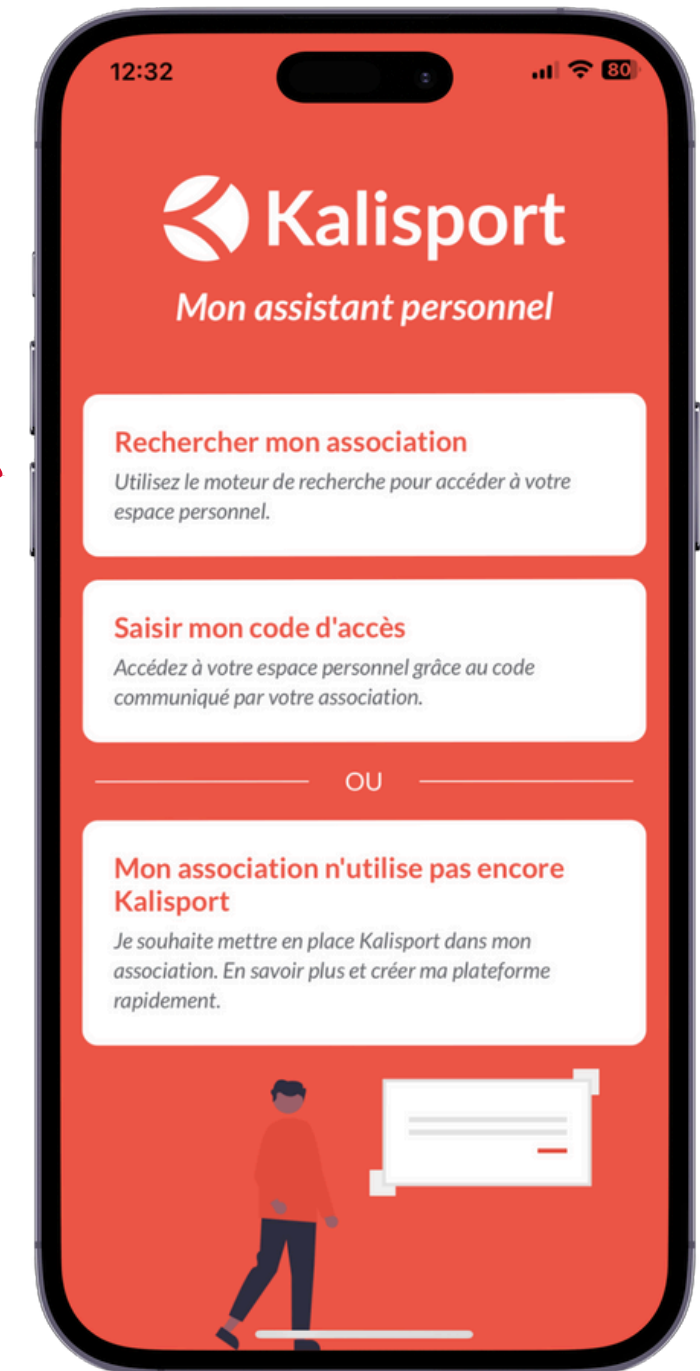 12:32
80
Kalisport
Mon assistant personnel
Rechercher mon association
Utilisez le moteur de recherche pour accéder à votre
espace personnel.
Saisir mon code d'accès
Accédez à votre espace personnel grâce au code
communiqué par votre association.
OU
Mon association n'utilise pas encore
Kalisport
Je souhaite mettre en place Kalisport dans mon
association. En savoir plus et créer ma plateforme
rapidement.